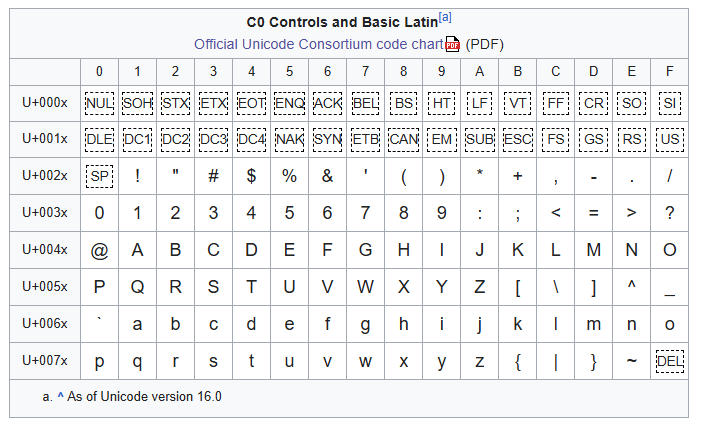 C0 Controls and Basic Latin[a]
Official Unicode Consortium code chart PDF (PDF)
0 1 2 3 4 5 6 7 8 9 A B C D E F
U+000x NUL SOH STX ETX EOT ENQ ACK BEL BS HT LF VT FF CR SO SI
U+001x DLE DC1 DC2 DC3 DC4 NAK SYN ETB CAN EM SUB ESC FS GS RS US
U+002x SP ! " # $ % & ' ( ) * + , - . /
U+003x 0 1 2 3 4 5 6 7 8 9 : ; < = > ?
U+004x @ A B C D E F G H I J K L M N O
U+005x P Q R S T U V W X Y Z [ \ ] ^ _
U+006x ` a b c d e f g h i j k l m n o
U+007x p q r s t u v w x y z { | } ~ DEL
a. ^ As of Unicode version 16.0